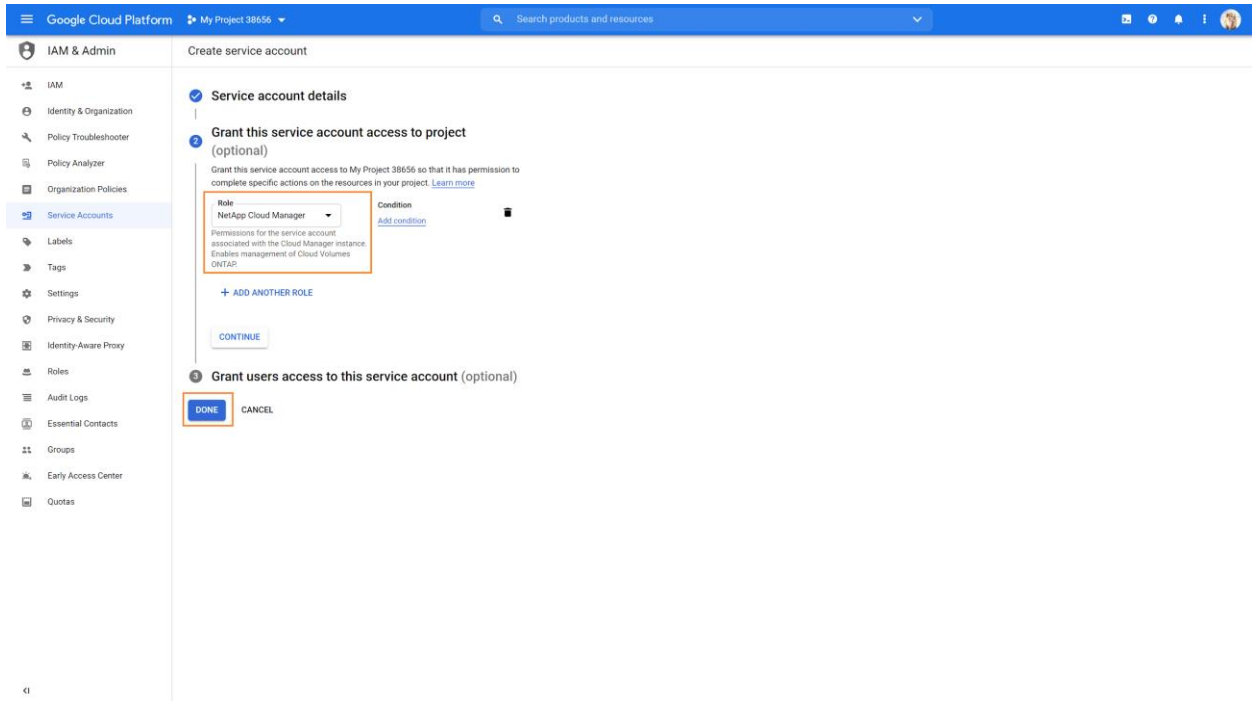 Google Cloud Platform My Project 38656 Search products and resources
IAM & Admin
Create service account
IAM
Identity & Organization
Policy Troubleshooter
Policy Analyzer
Organization Policies
Service Accounts
Labels
Tags
Settings
Privacy & Security
Identity-Aware Proxy
Roles
Audit Logs
Essential Contacts
Groups
Early Access Center
Quotas
Service account details
2 Grant this service account access to project
(optional)
Grant this service account access to My Project 38656 so that it has permission to
complete specific actions on the resources in your project. Learn more
Role
NetApp Cloud Manager
Condition
Add condition
Permissions for the service account
associated with the Cloud Manager instance.
Enables management of Cloud Volumes
ONTAP.
+ ADD ANOTHER ROLE
CONTINUE
3 Grant users access to this service account (optional)
DONE CANCEL